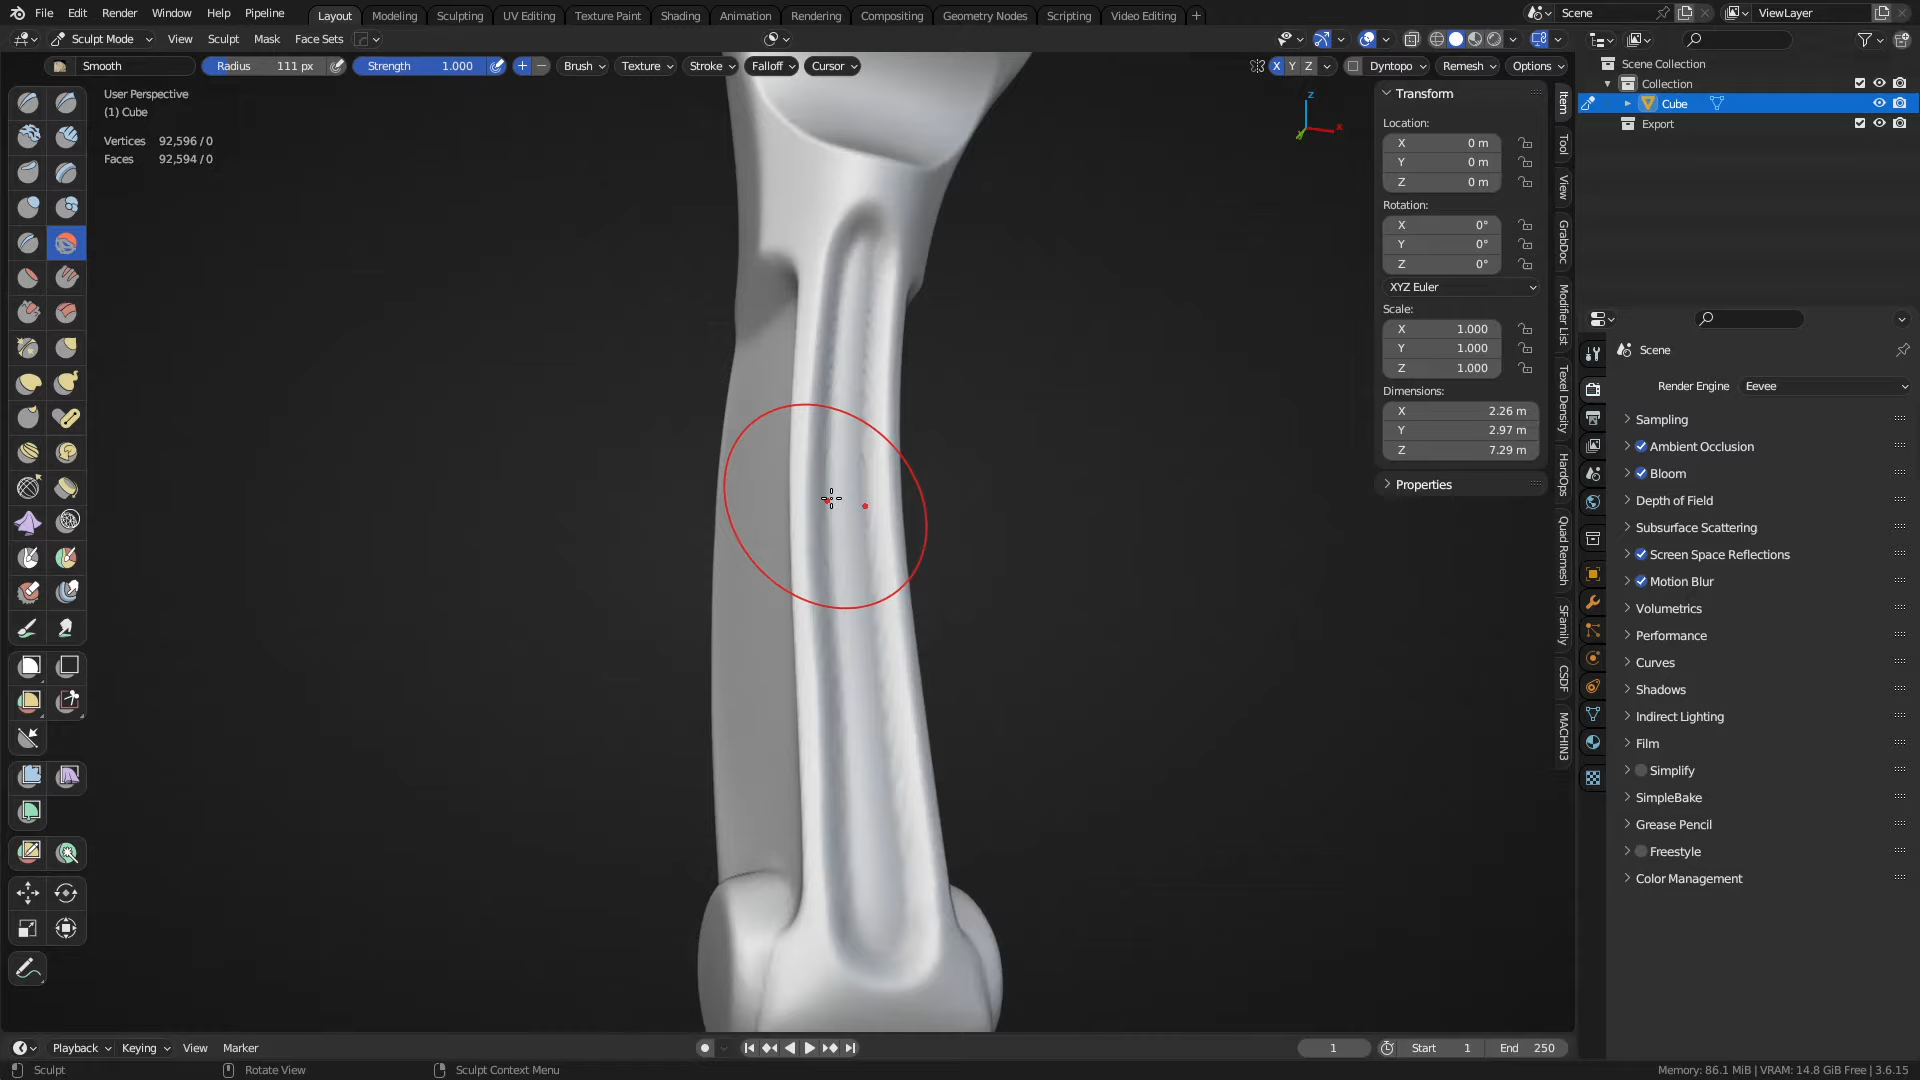 File Edit Render Window Help Pipeline Layout Modeling Sculpting UV Editing Texture Paint Shading Animation Rendering Compositing Geometry Nodes Scripting Video Editing + Scene ViewLayer
Sculpt Mode View Sculpt Mask Face Sets
Smooth Radius 111 px Strength 1.000 + − Brush Texture Stroke Falloff Cursor X Y Z Dyntopo Remesh Options
User Perspective
(1) Cube
Vertices 92,596 / 0
Faces 92,594 / 0
Z
X
Y
Transform
Location:
X 0 m
Y 0 m
Z 0 m
Rotation:
X 0°
Y 0°
Z 0°
XYZ Euler
Scale:
X 1.000
Y 1.000
Z 1.000
Dimensions:
X 2.26 m
Y 2.97 m
Z 7.29 m
Properties
Item
Tool
View
GrabDoc
Modifier List
Texel Density
HardOps
Quad Remesh
SFamily
CSDF
MACHIN3
Scene Collection
Collection
Cube
Export
Scene
Render Engine Eevee
Sampling
Ambient Occlusion
Bloom
Depth of Field
Subsurface Scattering
Screen Space Reflections
Motion Blur
Volumetrics
Performance
Curves
Shadows
Indirect Lighting
Film
Simplify
SimpleBake
Grease Pencil
Freestyle
Color Management
Playback Keying View Marker 1 Start 1 End 250
Sculpt Rotate View Sculpt Context Menu Memory: 86.1 MiB | VRAM: 14.8 GiB Free | 3.6.15